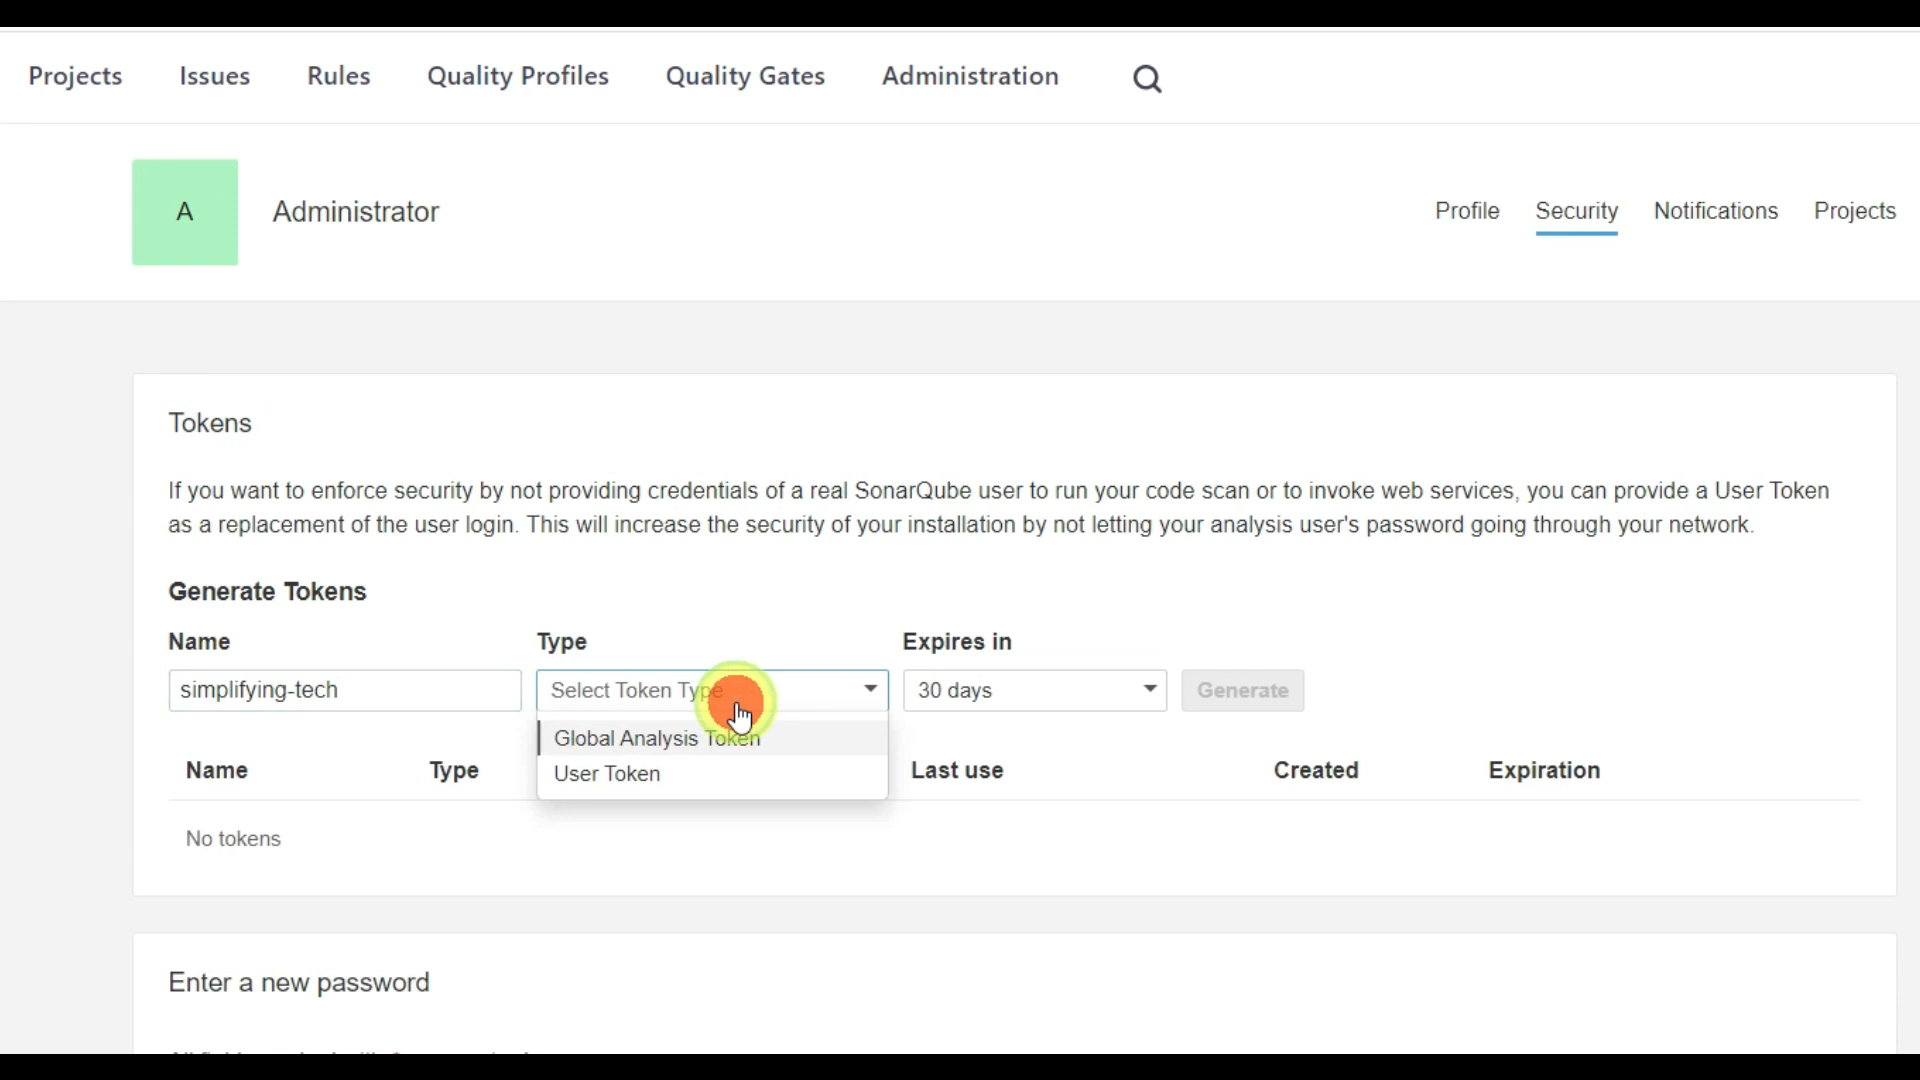 Projects Issues Rules Quality Profiles Quality Gates Administration
A Administrator Profile Security Notifications Projects
Tokens
If you want to enforce security by not providing credentials of a real SonarQube user to run your code scan or to invoke web services, you can provide a User Token
as a replacement of the user login. This will increase the security of your installation by not letting your analysis user's password going through your network.
Generate Tokens
Name Type Expires in
simplifying-tech Select Token Type 30 days Generate
Global Analysis Token
User Token
Name Type Last use Created Expiration
No tokens
Enter a new password